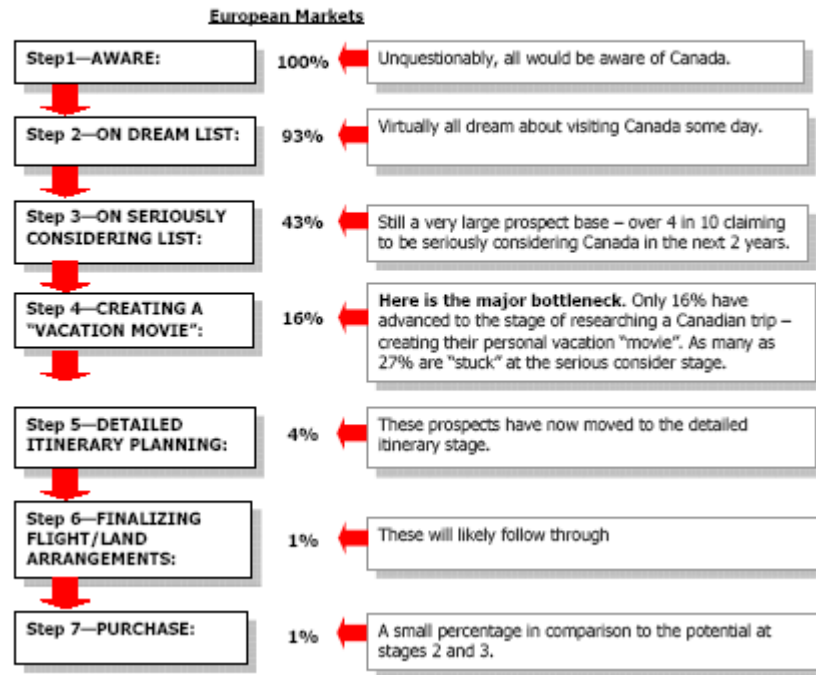 European Markets
Step1—AWARE:
100%
Unquestionably, all would be aware of Canada.
Step 2—ON DREAM LIST:
93%
Virtually all dream about visiting Canada some day.
Step 3—ON SERIOUSLY
CONSIDERING LIST:
43%
Still a very large prospect base – over 4 in 10 claiming
to be seriously considering Canada in the next 2 years.
Step 4—CREATING A
“VACATION MOVIE”:
16%
Here is the major bottleneck. Only 16% have
advanced to the stage of researching a Canadian trip –
creating their personal vacation “movie”. As many as
27% are “stuck” at the serious consider stage.
Step 5—DETAILED
ITINERARY PLANNING:
4%
These prospects have now moved to the detailed
itinerary stage.
Step 6—FINALIZING
FLIGHT/LAND
ARRANGEMENTS:
1%
These will likely follow through
Step 7—PURCHASE:
1%
A small percentage in comparison to the potential at
stages 2 and 3.